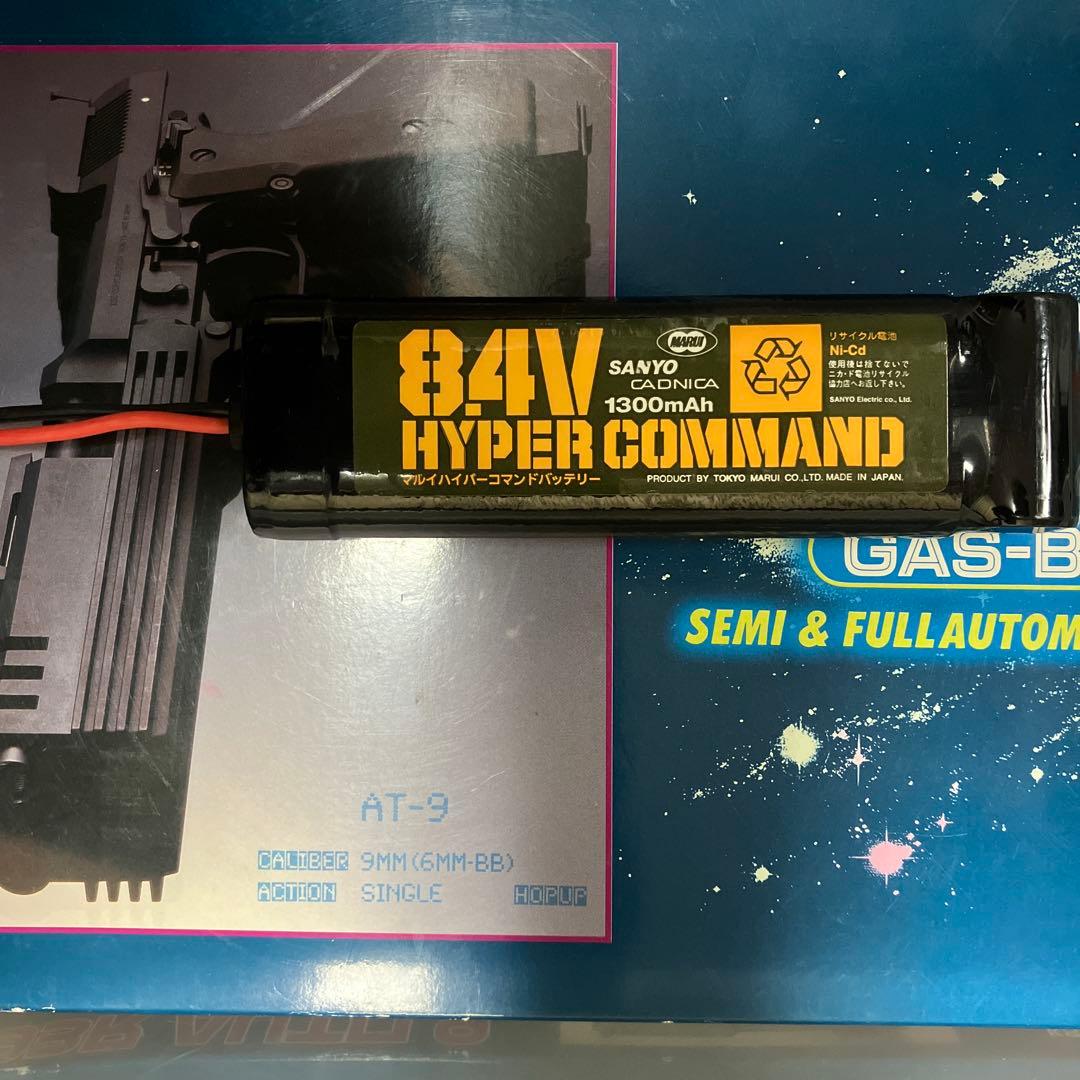 8.4V
MARUI
SANYO
CADNICA
1300mAh
リサイクル電池
Ni-Cd
使用後は捨てないで
ニカ・ド電池リサイクル
協力店へお返し下さい。
SANYO Electric co., Ltd.
HYPER COMMAND
マルイハイパーコマンドバッテリー
PRODUCT BY TOKYO MARUI CO.,LTD. MADE IN JAPAN.
GAS-B
SEMI & FULL AUTOM
AT-9
CALIBER 9MM(6MM-BB)
ACTION SINGLE HOPUP